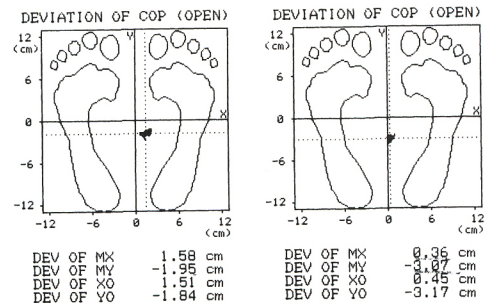 DEVIATION OF COP (OPEN)
12
(cm)
6
0
-6
-12
Y
X
-12 -6 0 6 12
(cm)
DEV OF MX 1.58 cm
DEV OF MY -1.95 cm
DEV OF XO 1.51 cm
DEV OF YO -1.84 cm
DEVIATION OF COP (OPEN)
12
(cm)
6
0
-6
-12
Y
X
-12 -6 0 6 12
(cm)
DEV OF MX 0.36 cm
DEV OF MY -3.07 cm
DEV OF XO 0.45 cm
DEV OF YO -3.17 cm